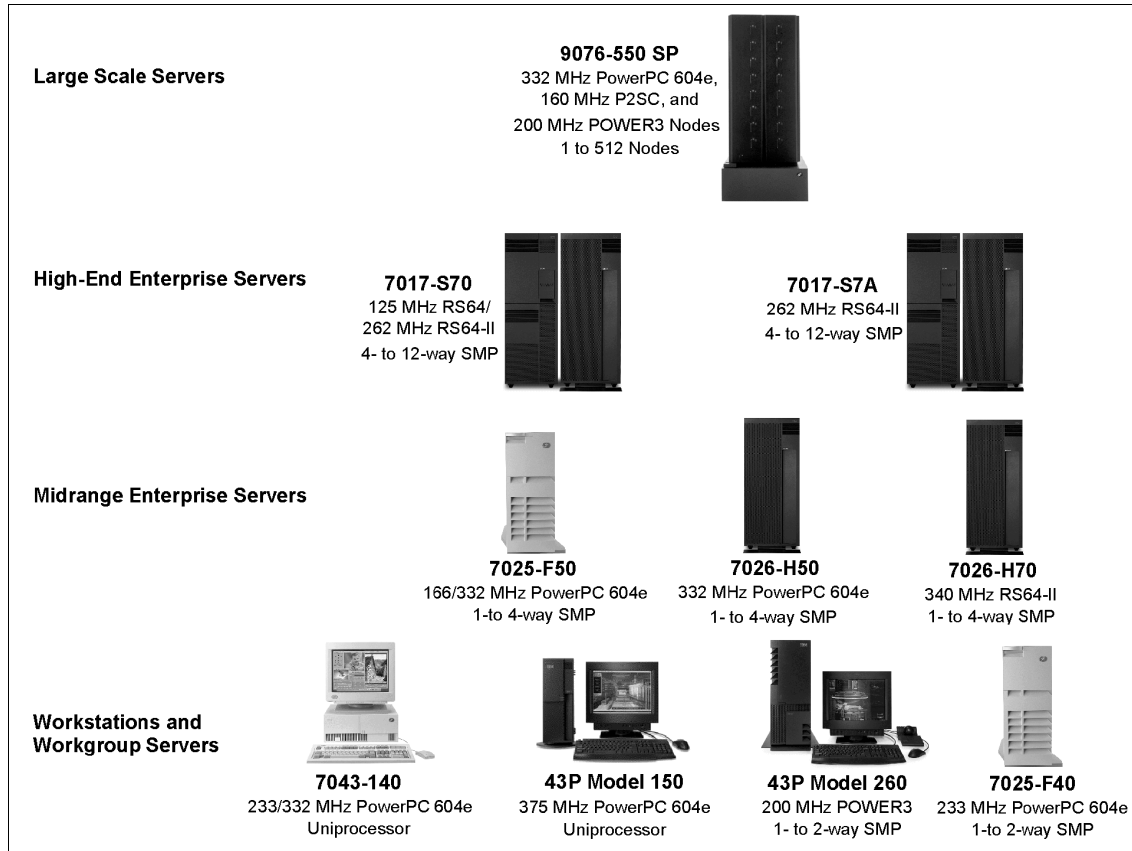 Large Scale Servers
9076-550 SP
332 MHz PowerPC 604e,
160 MHz P2SC, and
200 MHz POWER3 Nodes
1 to 512 Nodes
High-End Enterprise Servers
7017-S70
125 MHz RS64/
262 MHz RS64-II
4- to 12-way SMP
7017-S7A
262 MHz RS64-II
4- to 12-way SMP
Midrange Enterprise Servers
7025-F50
166/332 MHz PowerPC 604e
1-to 4-way SMP
7026-H50
332 MHz PowerPC 604e
1- to 4-way SMP
7026-H70
340 MHz RS64-II
1- to 4-way SMP
Workstations and
Workgroup Servers
7043-140
233/332 MHz PowerPC 604e
Uniprocessor
43P Model 150
375 MHz PowerPC 604e
Uniprocessor
43P Model 260
200 MHz POWER3
1- to 2-way SMP
7025-F40
233 MHz PowerPC 604e
1-to 2-way SMP